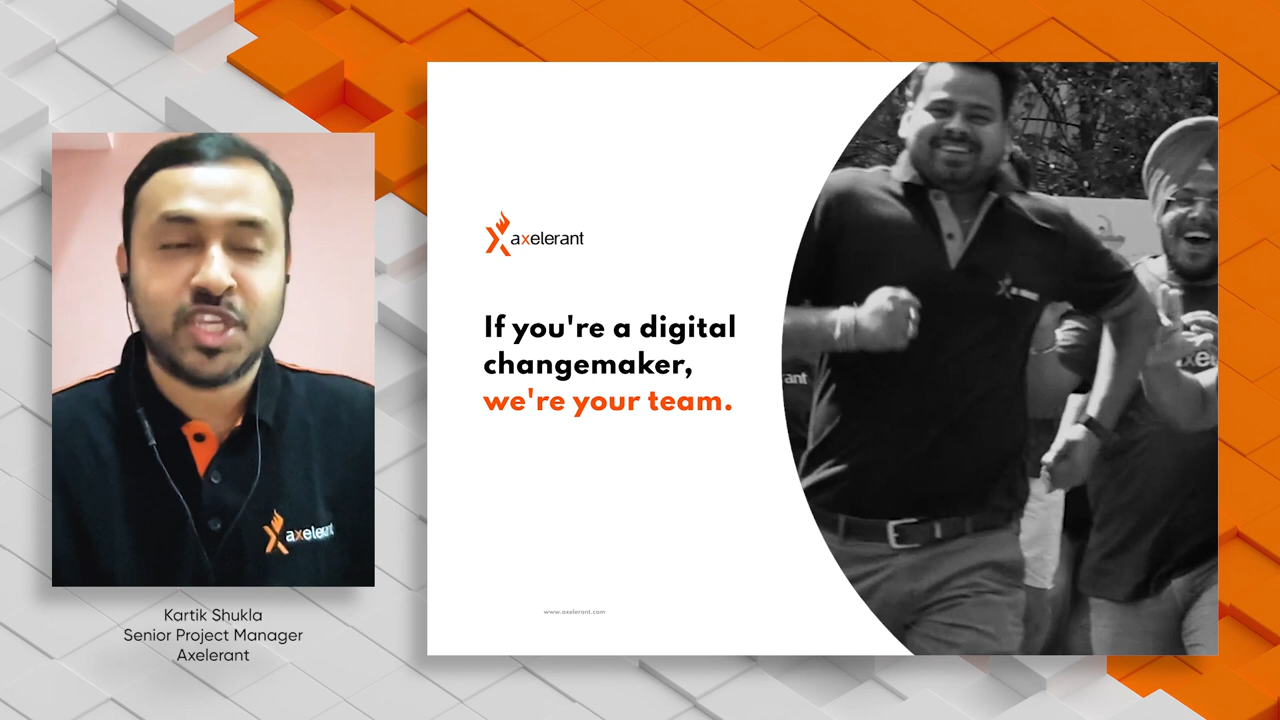 axelerant
If you're a digital
changemaker,
we're your team.
www.axelerant.com
axelerant
Kartik Shukla
Senior Project Manager
Axelerant